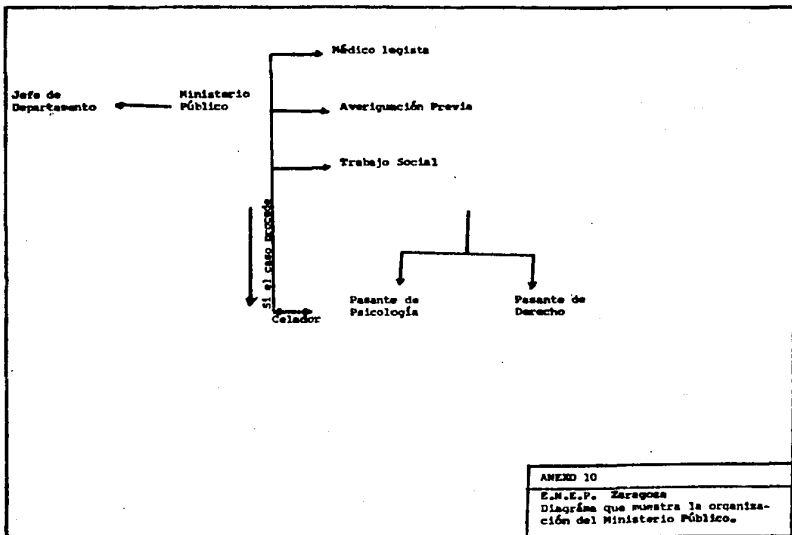 Médico legista
Jefe de
Departamento
Ministerio
Público
Averiguación Previa
Trabajo Social
Si el caso procede
Celador
Pasante de
Psicología
Pasante de
Derecho
ANEXO 10
E.N.E.P. Zaragoza
Diagráma que muestra la organiza-
ción del Ministerio Público.